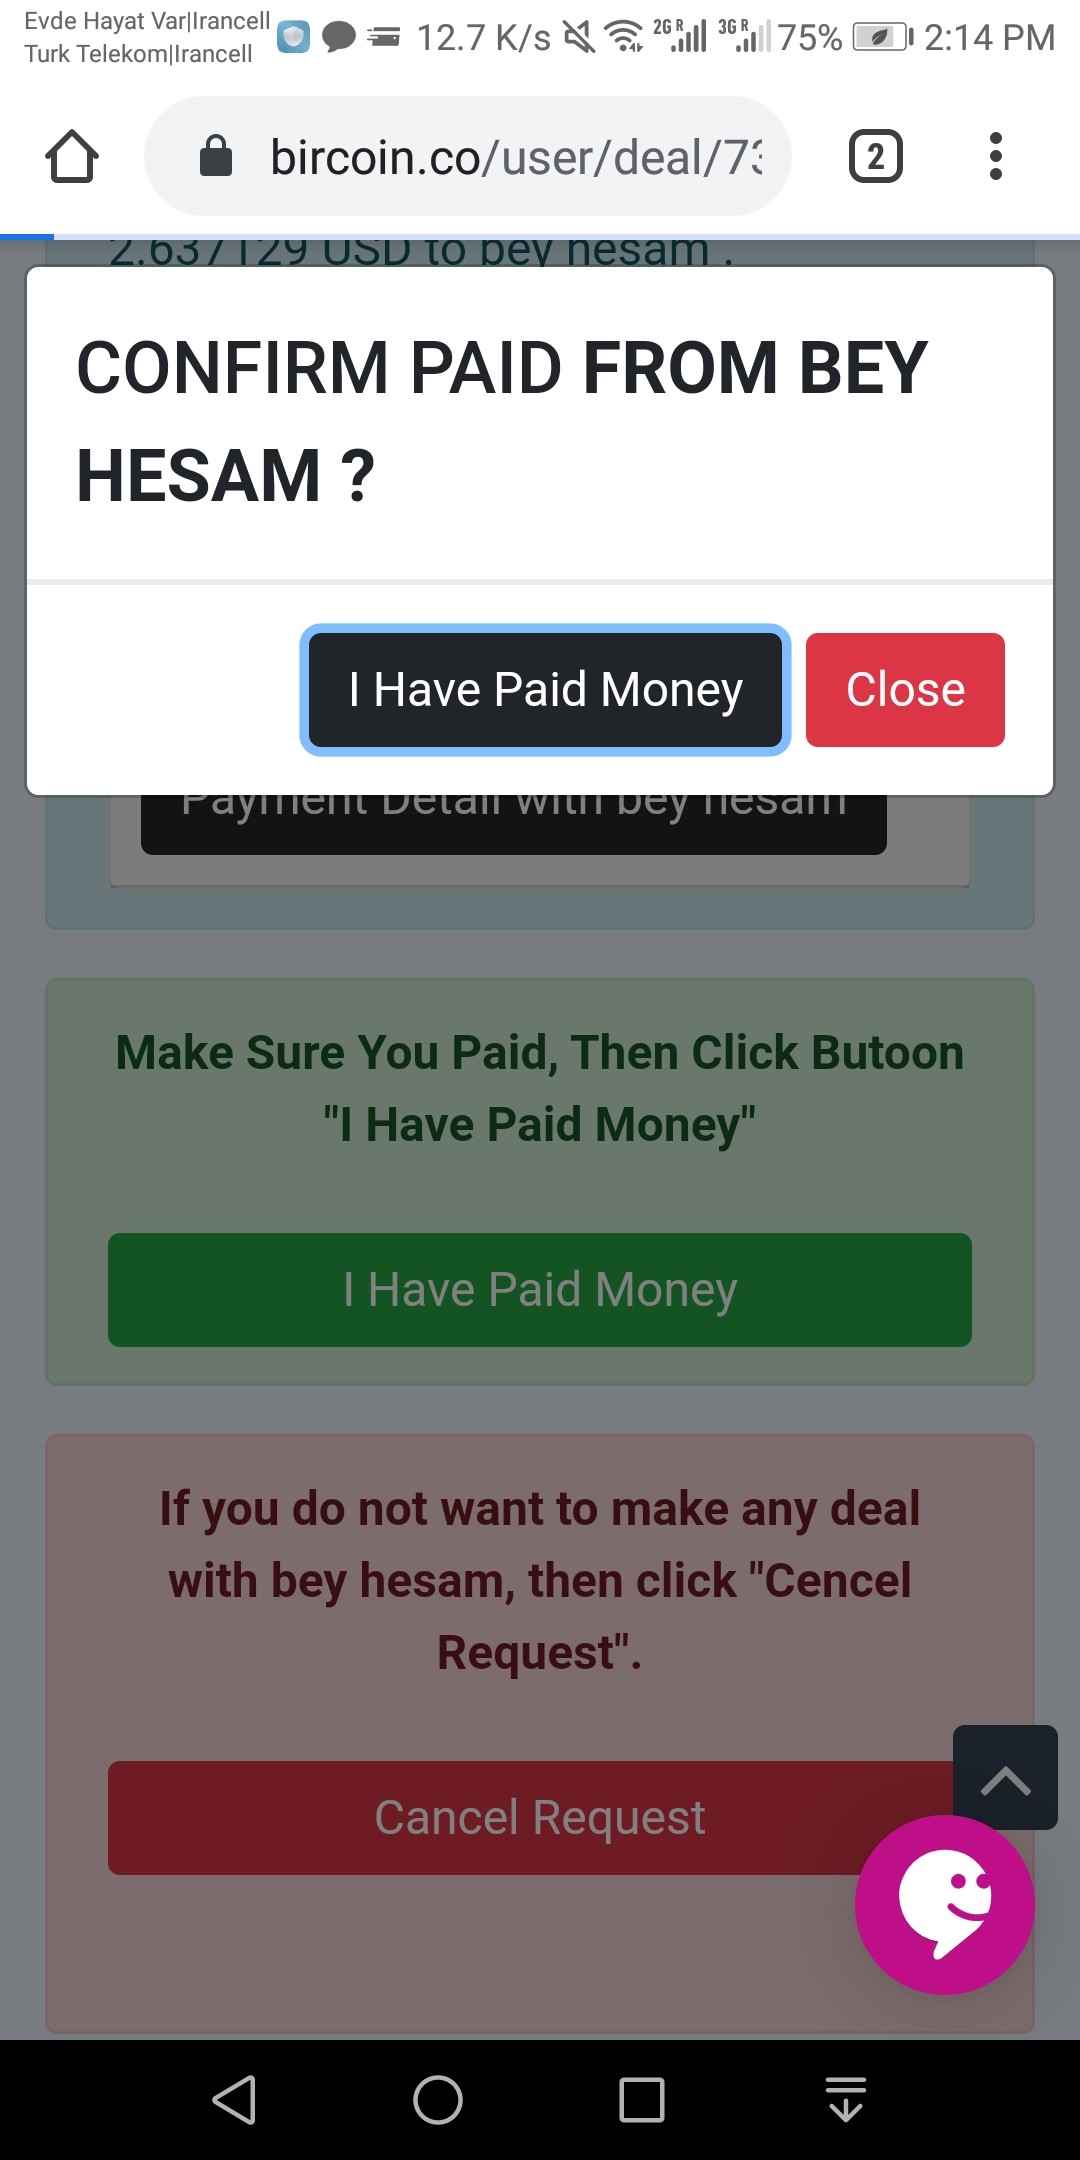 Evde Hayat Var|Irancell
Turk Telekom|Irancell
12.7 K/s 2G R 3G R 75% 2:14 PM
bircoin.co/user/deal/73
2
2.637129 USD to bey hesam .
CONFIRM PAID FROM BEY
HESAM ?
I Have Paid Money
Close
Payment Detail with bey hesam
Make Sure You Paid, Then Click Butoon
"I Have Paid Money"
I Have Paid Money
If you do not want to make any deal
with bey hesam, then click "Cencel
Request".
Cancel Request